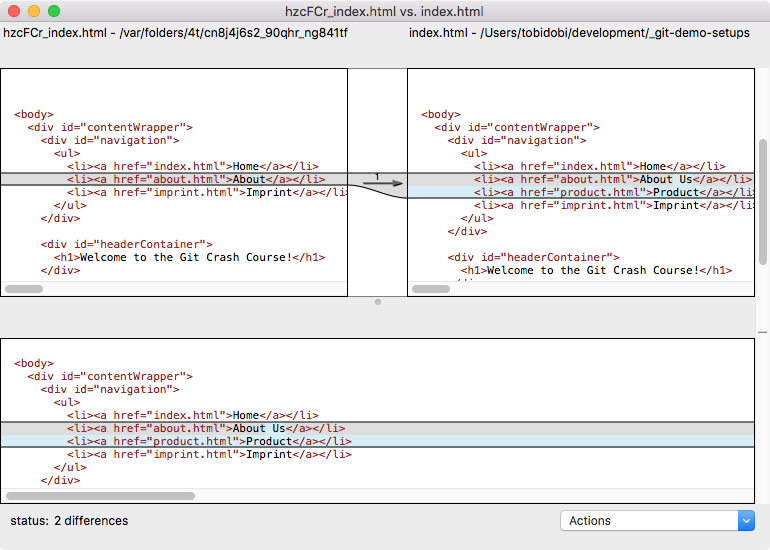 hzcFCr_index.html vs. index.html
hzcFCr_index.html - /var/folders/4t/cn8j4j6s2_90qhr_ng841tf
index.html - /Users/tobidobi/development/_git-demo-setups
<body>
<div id="contentWrapper">
<div id="navigation">
<ul>
<li><a href="index.html">Home</a></li>
<li><a href="about.html">About</a></li>
<li><a href="imprint.html">Imprint</a></li>
</ul>
</div>
<div id="headerContainer">
<h1>Welcome to the Git Crash Course!</h1>
</div>
1
<body>
<div id="contentWrapper">
<div id="navigation">
<ul>
<li><a href="index.html">Home</a></li>
<li><a href="about.html">About Us</a></li>
<li><a href="product.html">Product</a></li>
<li><a href="imprint.html">Imprint</a></li>
</ul>
</div>
<div id="headerContainer">
<h1>Welcome to the Git Crash Course!</h1>
<body>
<div id="contentWrapper">
<div id="navigation">
<ul>
<li><a href="index.html">Home</a></li>
<li><a href="about.html">About Us</a></li>
<li><a href="product.html">Product</a></li>
<li><a href="imprint.html">Imprint</a></li>
</ul>
</div>
status: 2 differences
Actions